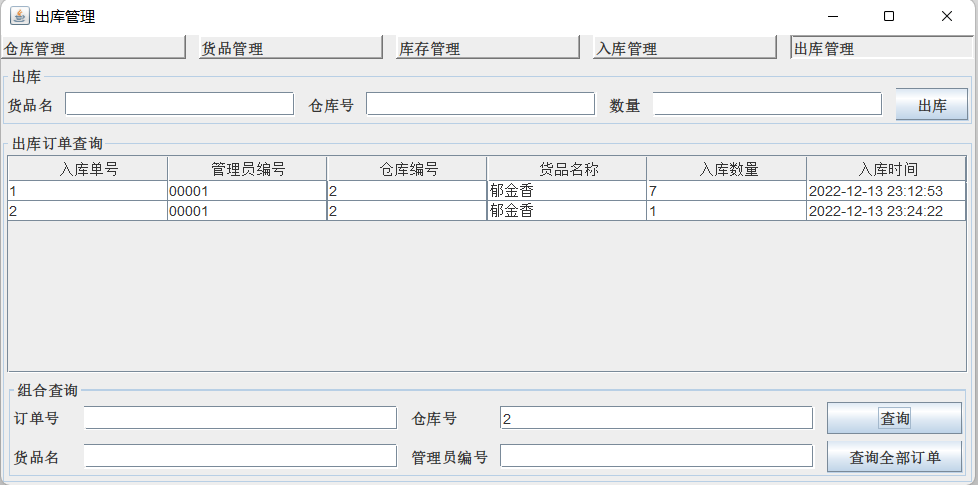 出库管理
仓库管理 货品管理 库存管理 入库管理 出库管理
出库
货品名 仓库号 数量 出库
出库订单查询
入库单号 管理员编号 仓库编号 货品名称 入库数量 入库时间
1 00001 2 郁金香 7 2022-12-13 23:12:53
2 00001 2 郁金香 1 2022-12-13 23:24:22
组合查询
订单号 仓库号 2 查询
货品名 管理员编号 查询全部订单